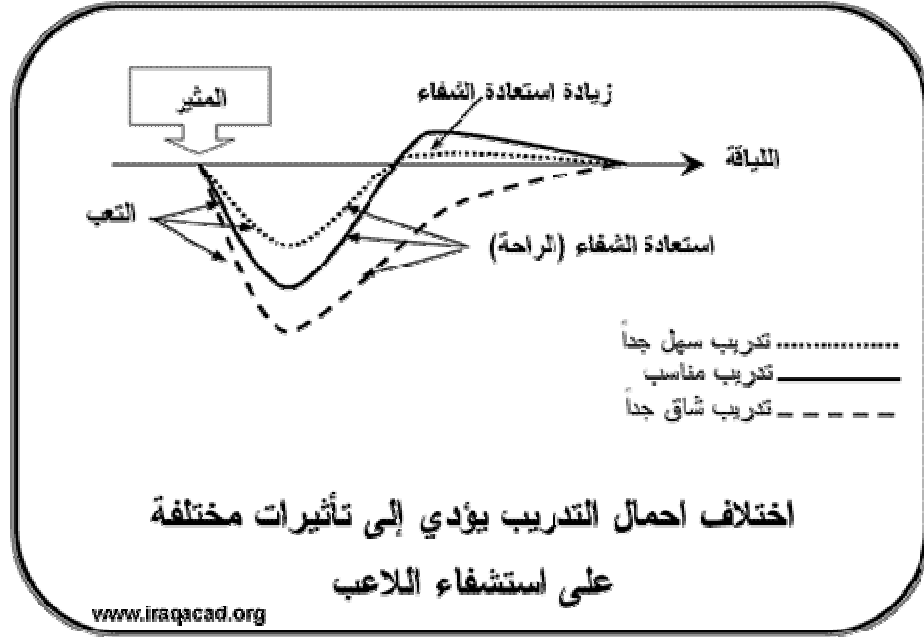 المثير
زيادة استعادة الشفاء
اللياقة
التعب
استعادة الشفاء (الراحة)
تدريب سهل جداً
تدريب مناسب
تدريب شاق جداً
اختلاف احمال التدريب يؤدي إلى تأثيرات مختلفة
على استشفاء اللاعب
www.iraqacad.org